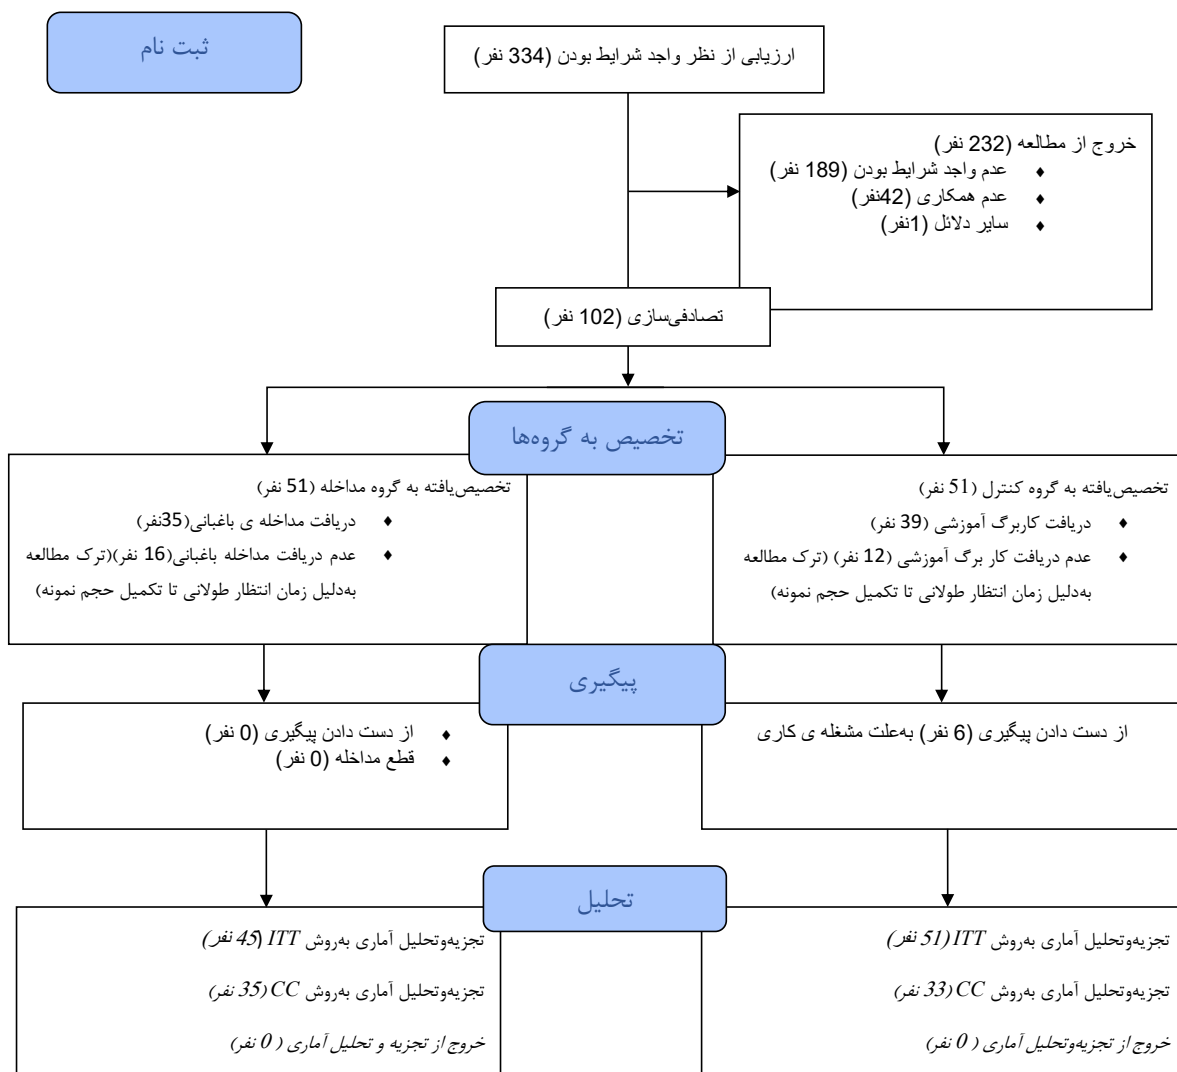 ثبت نام
ارزیابی از نظر واجد شرایط بودن (334 نفر)
خروج از مطالعه (232 نفر)
♦ عدم واجد شرایط بودن (189 نفر)
♦ عدم همکاری (42نفر)
♦ سایر دلائل (1نفر)
تصادفی‌سازی (102 نفر)
تخصیص به گروه‌ها
تخصیص‌یافته به گروه کنترل (51 نفر)
♦ دریافت کاربرگ آموزشی (39 نفر)
♦ عدم دریافت کار برگ آموزشی (12 نفر) (ترک مطالعه
به‌دلیل زمان انتظار طولانی تا تکمیل حجم نمونه)
تخصیص‌یافته به گروه مداخله (51 نفر)
♦ دریافت مداخله ی باغبانی(35نفر)
♦ عدم دریافت مداخله باغبانی(16 نفر)(ترک مطالعه
به‌دلیل زمان انتظار طولانی تا تکمیل حجم نمونه)
پیگیری
از دست دادن پیگیری (6 نفر) به‌علت مشغله ی کاری
♦ از دست دادن پیگیری (0 نفر)
♦ قطع مداخله (0 نفر)
تحلیل
تجزیه‌وتحلیل آماری به‌روش ITT (51 نفر)
تجزیه‌وتحلیل آماری به‌روش CC (33 نفر)
خروج از تجزیه‌وتحلیل آماری ( 0 نفر)
تجزیه‌وتحلیل آماری به‌روش ITT (45 نفر)
تجزیه‌وتحلیل آماری به‌روش CC (35 نفر)
خروج از تجزیه و تحلیل آماری ( 0 نفر)